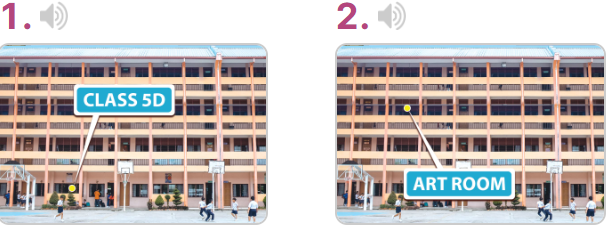 1.
2.
CLASS 5D
ART ROOM